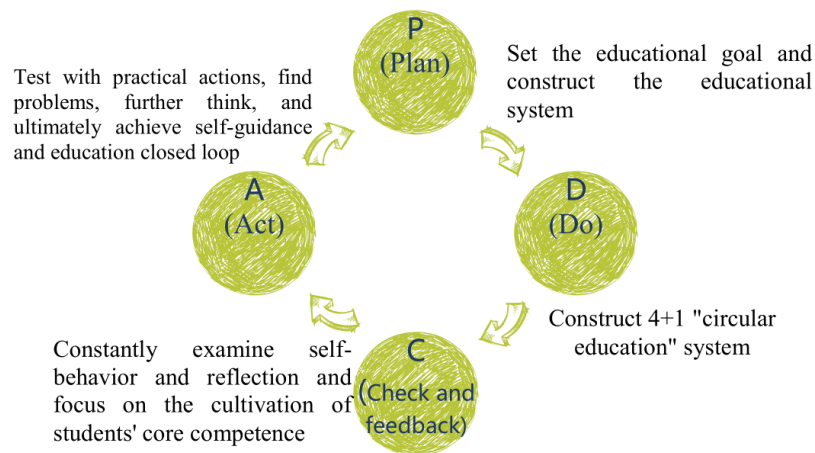 P
(Plan)
Set the educational goal and
construct the educational
system
Test with practical actions, find
problems, further think, and
ultimately achieve self-guidance
and education closed loop
A
(Act)
D
(Do)
Construct 4+1 "circular
education" system
C
(Check and
feedback)
Constantly examine self-
behavior and reflection and
focus on the cultivation of
students' core competence